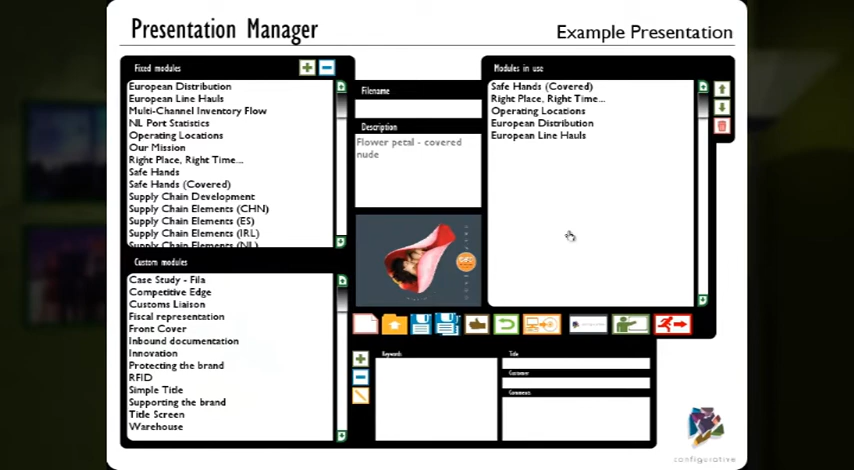 Presentation Manager
Example Presentation
Fixed modules
European Distribution
European Line Hauls
Multi-Channel Inventory Flow
NL Port Statistics
Operating Locations
Our Mission
Right Place, Right Time...
Safe Hands
Safe Hands (Covered)
Supply Chain Development
Supply Chain Elements (CHN)
Supply Chain Elements (ES)
Supply Chain Elements (IRL)
Supply Chain Elements (NL)
Custom modules
Case Study - Fila
Competitive Edge
Customs Liaison
Fiscal representation
Front Cover
Inbound documentation
Innovation
Protecting the brand
RFID
Simple Title
Supporting the brand
Title Screen
Warehouse
Filename
Description
Flower petal - covered
nude
Modules in use
Safe Hands (Covered)
Right Place, Right Time...
Operating Locations
European Distribution
European Line Hauls
Keywords
Title
Customer
Comments
configurative